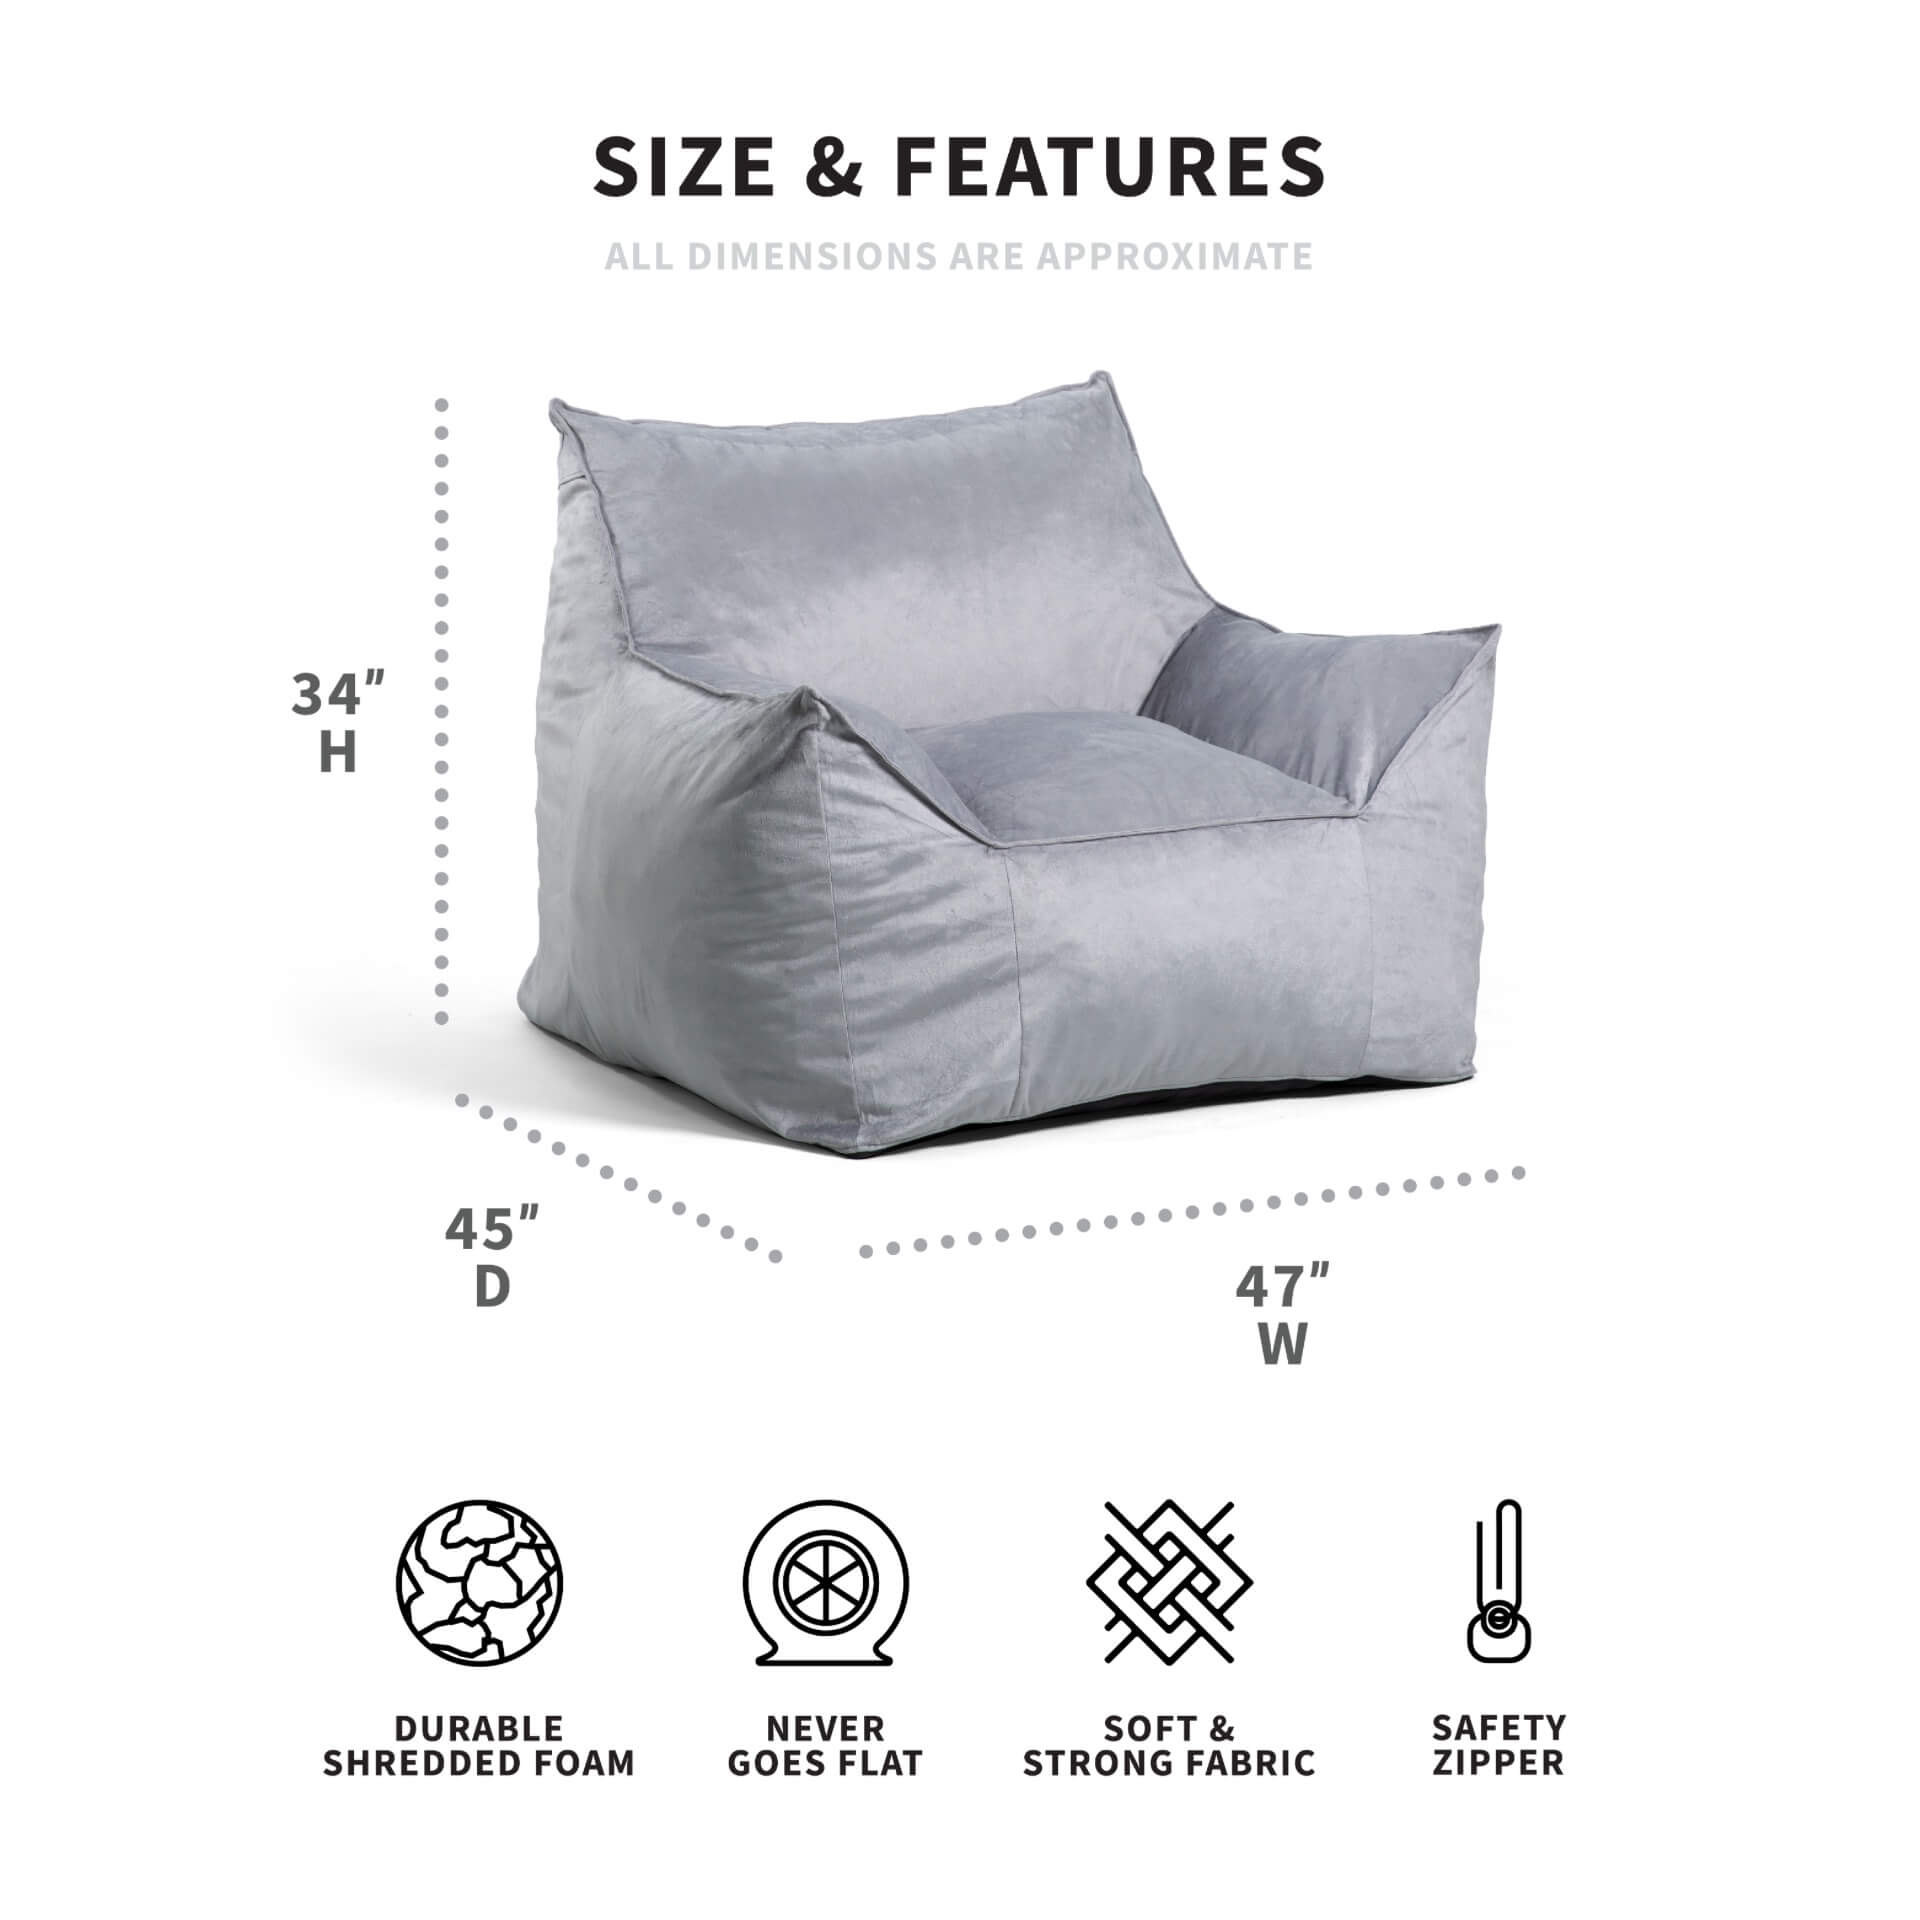 SIZE & FEATURES
ALL DIMENSIONS ARE APPROXIMATE
34"
H
45"
D
47"
W
DURABLE
SHREDDED FOAM
NEVER
GOES FLAT
SOFT &
STRONG FABRIC
SAFETY
ZIPPER